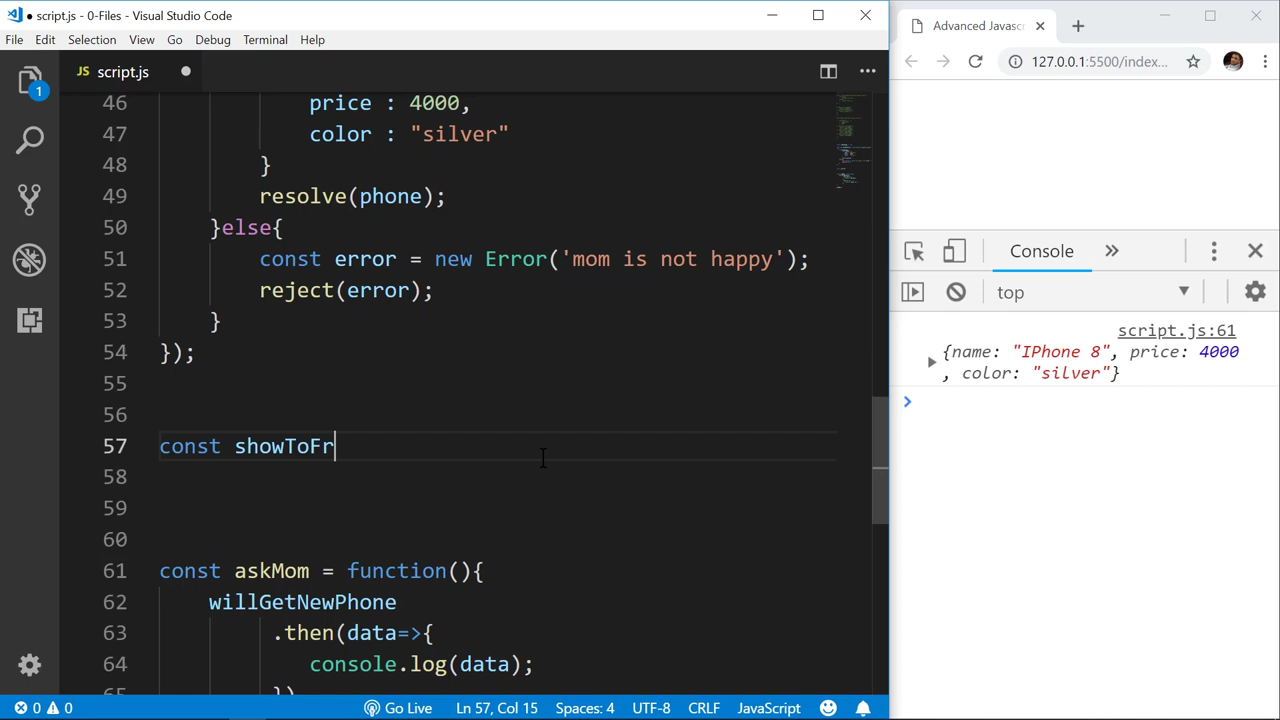 script.js - 0-Files - Visual Studio Code
File Edit Selection View Go Debug Terminal Help
1
JS script.js
46 price : 4000,
47 color : "silver"
48 }
49 resolve(phone);
50 }else{
51 const error = new Error('mom is not happy');
52 reject(error);
53 }
54 });
55
56
57 const showToFr
58
59
60
61 const askMom = function(){
62 willGetNewPhone
63 .then(data=>{
64 console.log(data);
65 })
0 0 Go Live Ln 57, Col 15 Spaces: 4 UTF-8 CRLF JavaScript
Advanced Javasc
127.0.0.1:5500/index...
Console
top
script.js:61
{name: "IPhone 8", price: 4000
, color: "silver"}